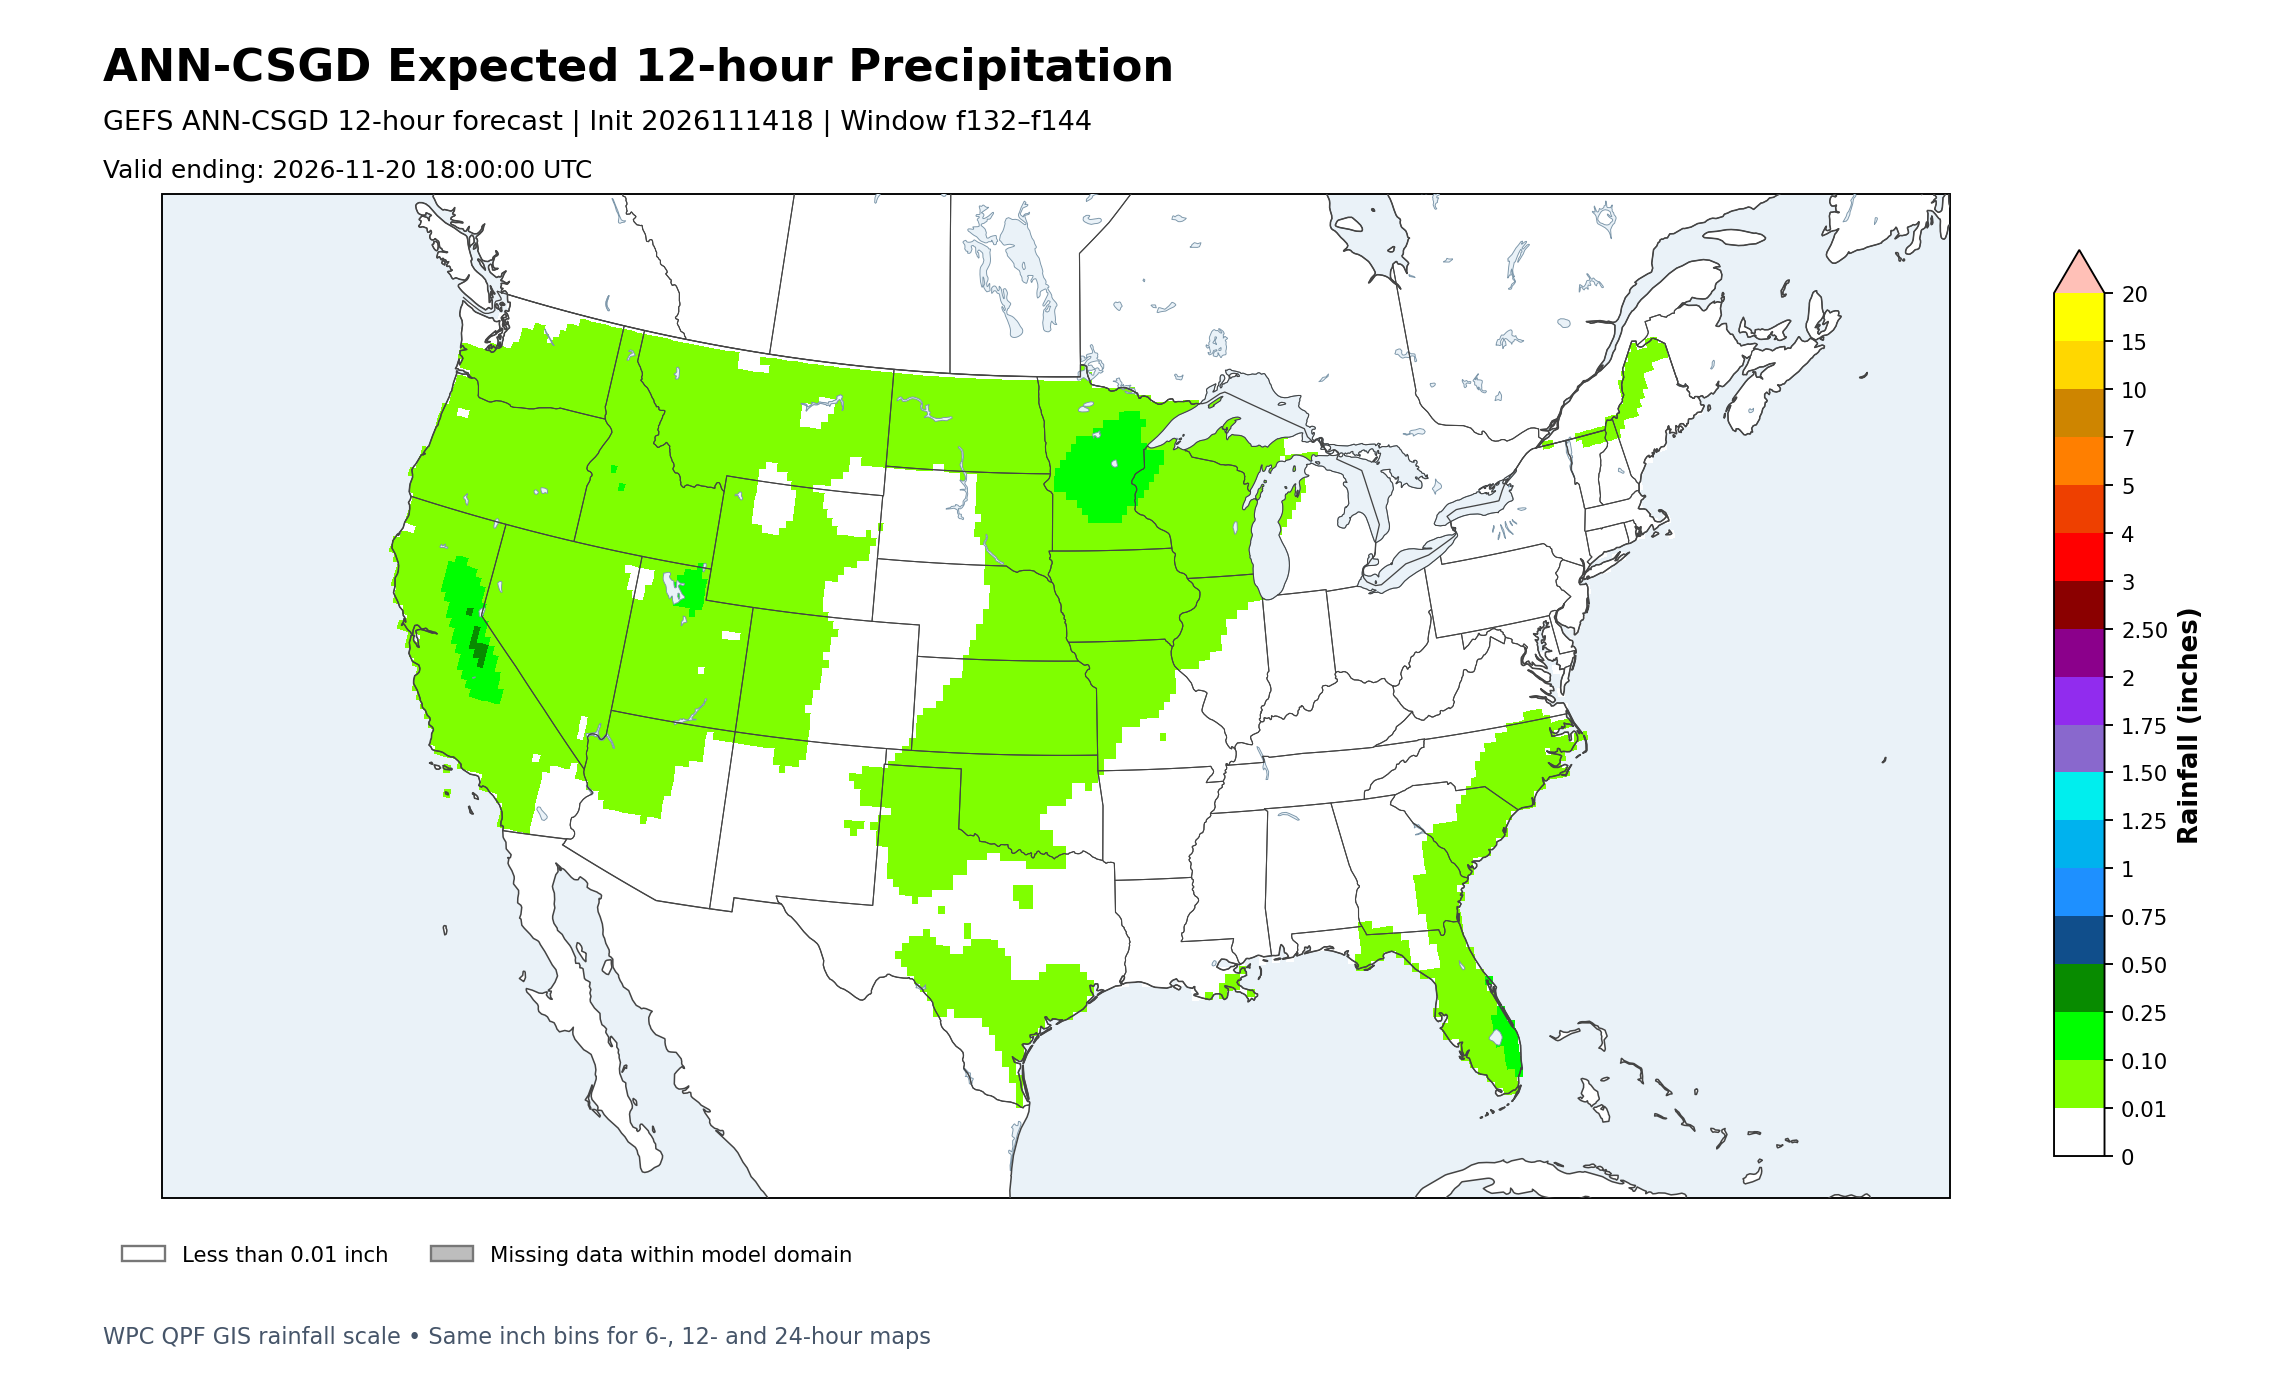 ANN-CSGD Expected 12-hour Precipitation
GEFS ANN-CSGD 12-hour forecast | Init 2026111418 | Window f132–f144
Valid ending: 2026-11-20 18:00:00 UTC
20
15
10
7
5
4
3
2.50
2
1.75
1.50
1.25
1
0.75
0.50
0.25
0.10
0.01
0
Rainfall (inches)
Less than 0.01 inch
Missing data within model domain
WPC QPF GIS rainfall scale • Same inch bins for 6-, 12- and 24-hour maps